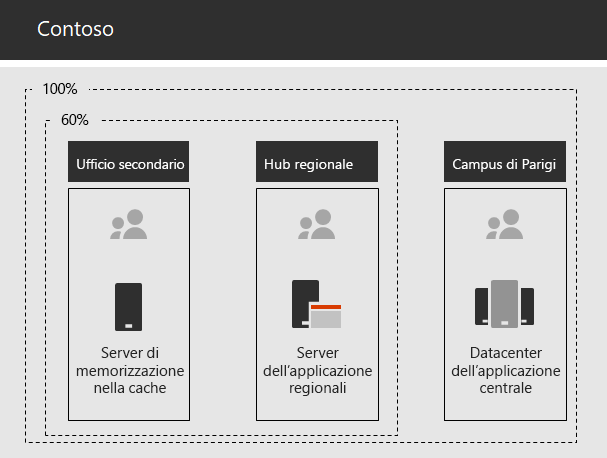 Contoso
100%
60%
Ufficio secondario
Hub regionale
Campus di Parigi
Server di
memorizzazione
nella cache
Server
dell'applicazione
regionali
Datacenter
dell'applicazione
centrale